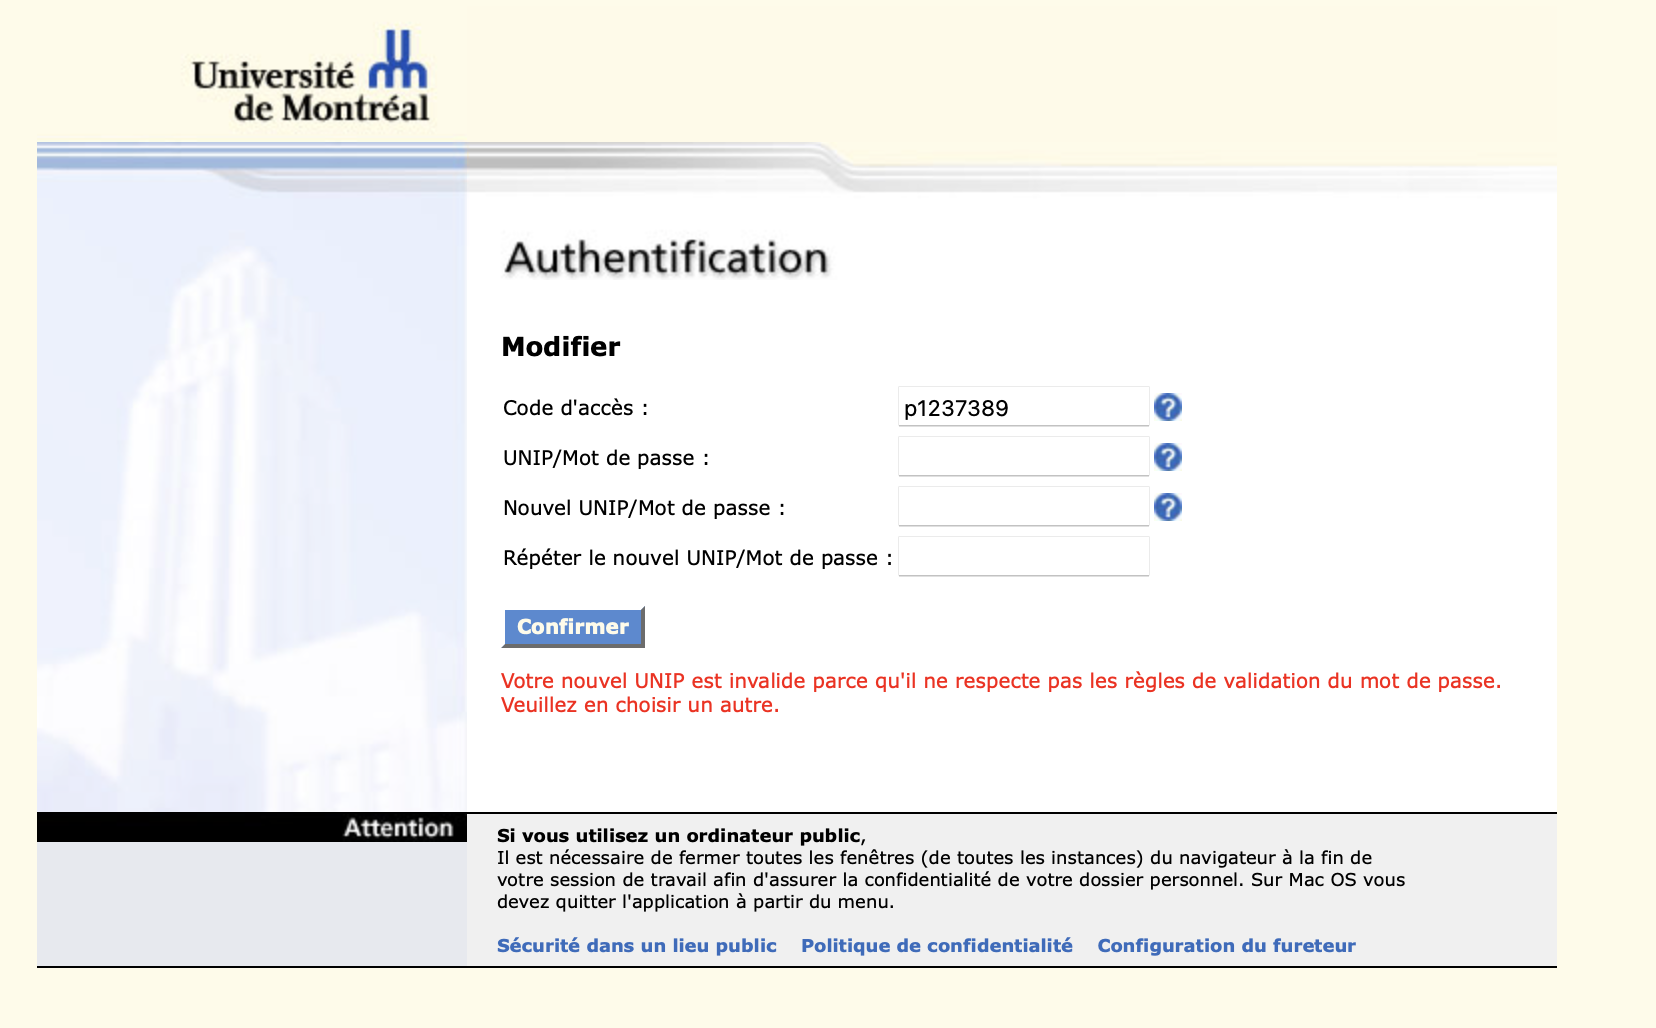 Université
de Montréal
Authentification
Modifier
Code d'accès : p1237389 ?
UNIP/Mot de passe : ?
Nouvel UNIP/Mot de passe : ?
Répéter le nouvel UNIP/Mot de passe :
Confirmer
Votre nouvel UNIP est invalide parce qu'il ne respecte pas les règles de validation du mot de passe.
Veuillez en choisir un autre.
Attention
Si vous utilisez un ordinateur public,
Il est nécessaire de fermer toutes les fenêtres (de toutes les instances) du navigateur à la fin de
votre session de travail afin d'assurer la confidentialité de votre dossier personnel. Sur Mac OS vous
devez quitter l'application à partir du menu.
Sécurité dans un lieu public Politique de confidentialité Configuration du fureteur